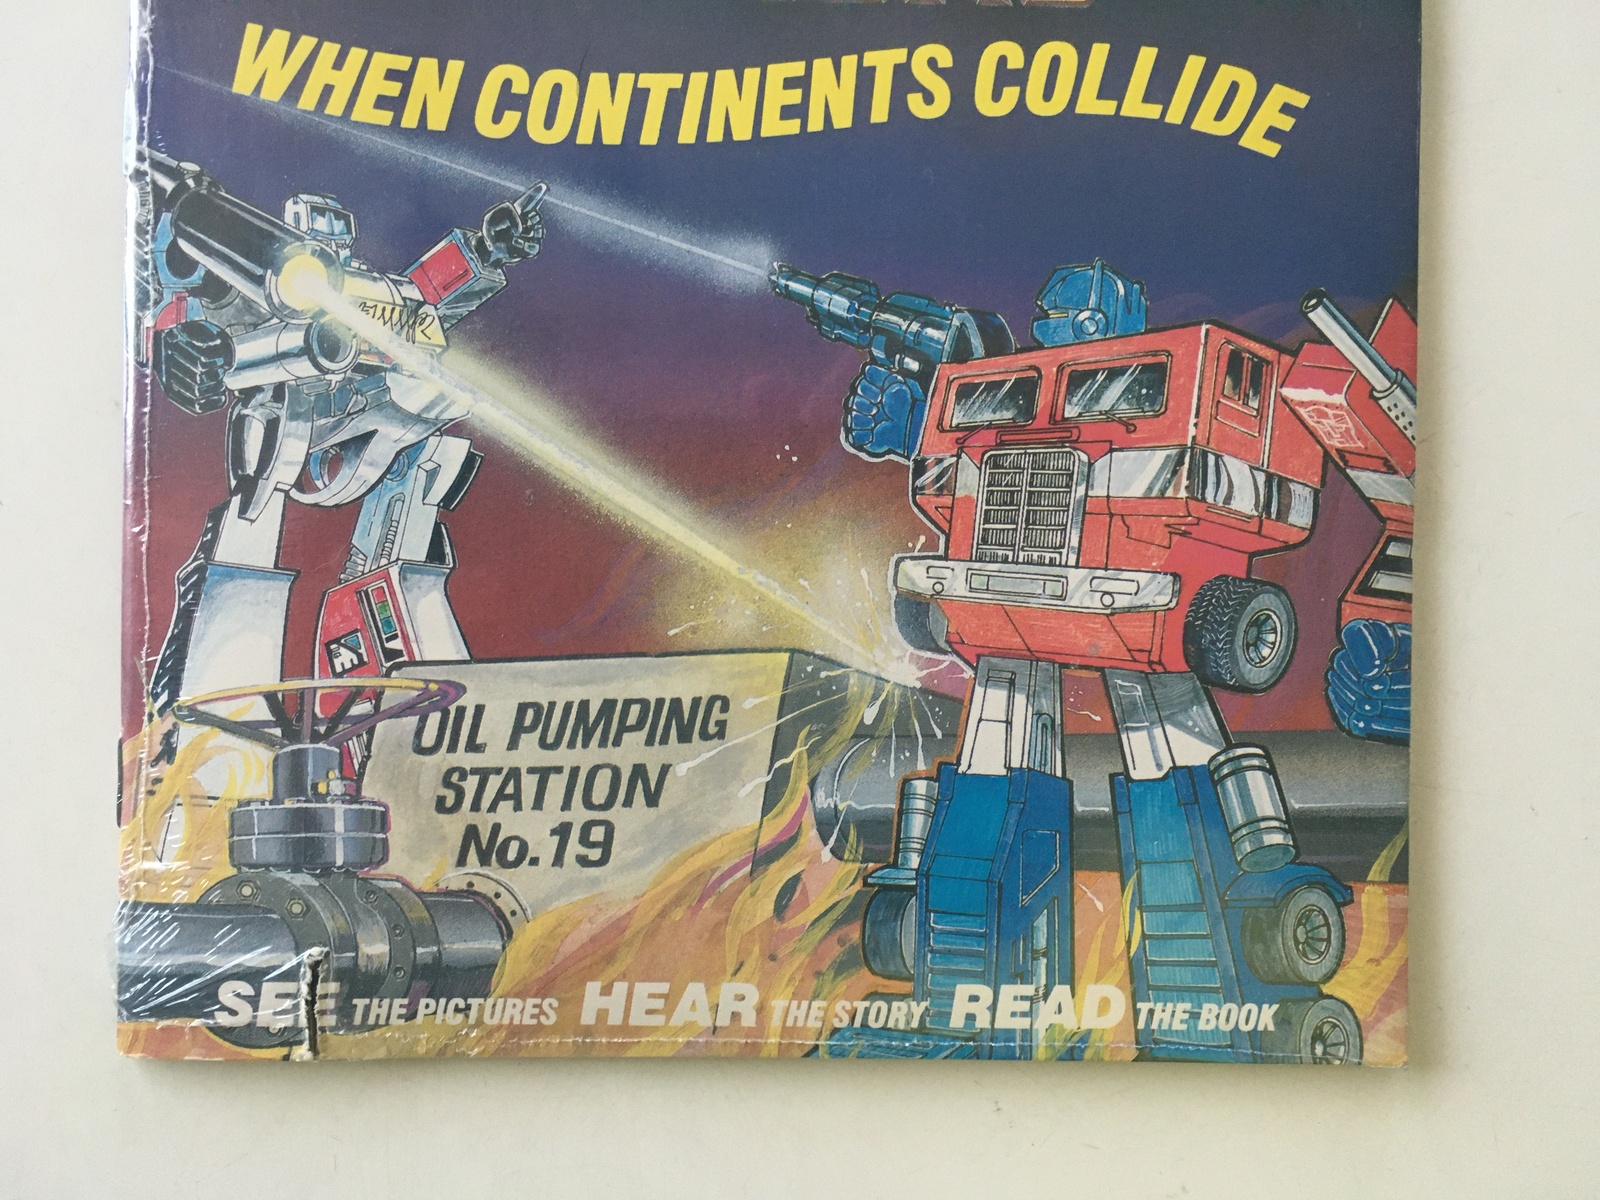 WHEN CONTINENTS COLLIDE
OIL PUMPING
STATION
No.19
SEE THE PICTURES HEAR THE STORY READ THE BOOK